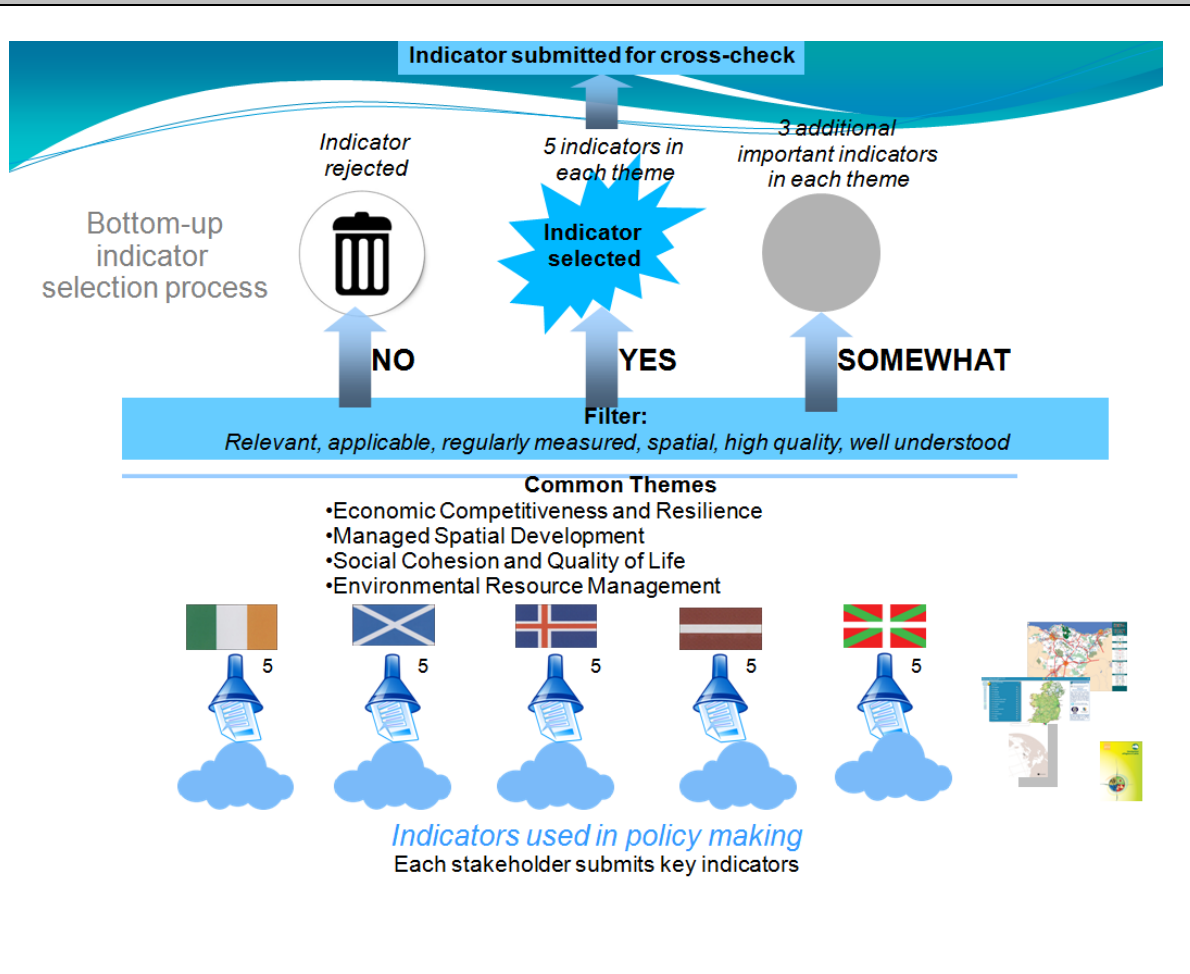 Indicator submitted for cross-check
Indicator
rejected
5 indicators in
each theme
3 additional
important indicators
in each theme
Bottom-up
indicator
selection process
Indicator
selected
NO
YES
SOMEWHAT
Filter:
Relevant, applicable, regularly measured, spatial, high quality, well understood
Common Themes
•Economic Competitiveness and Resilience
•Managed Spatial Development
•Social Cohesion and Quality of Life
•Environmental Resource Management
5
5
5
5
5
Indicators used in policy making
Each stakeholder submits key indicators